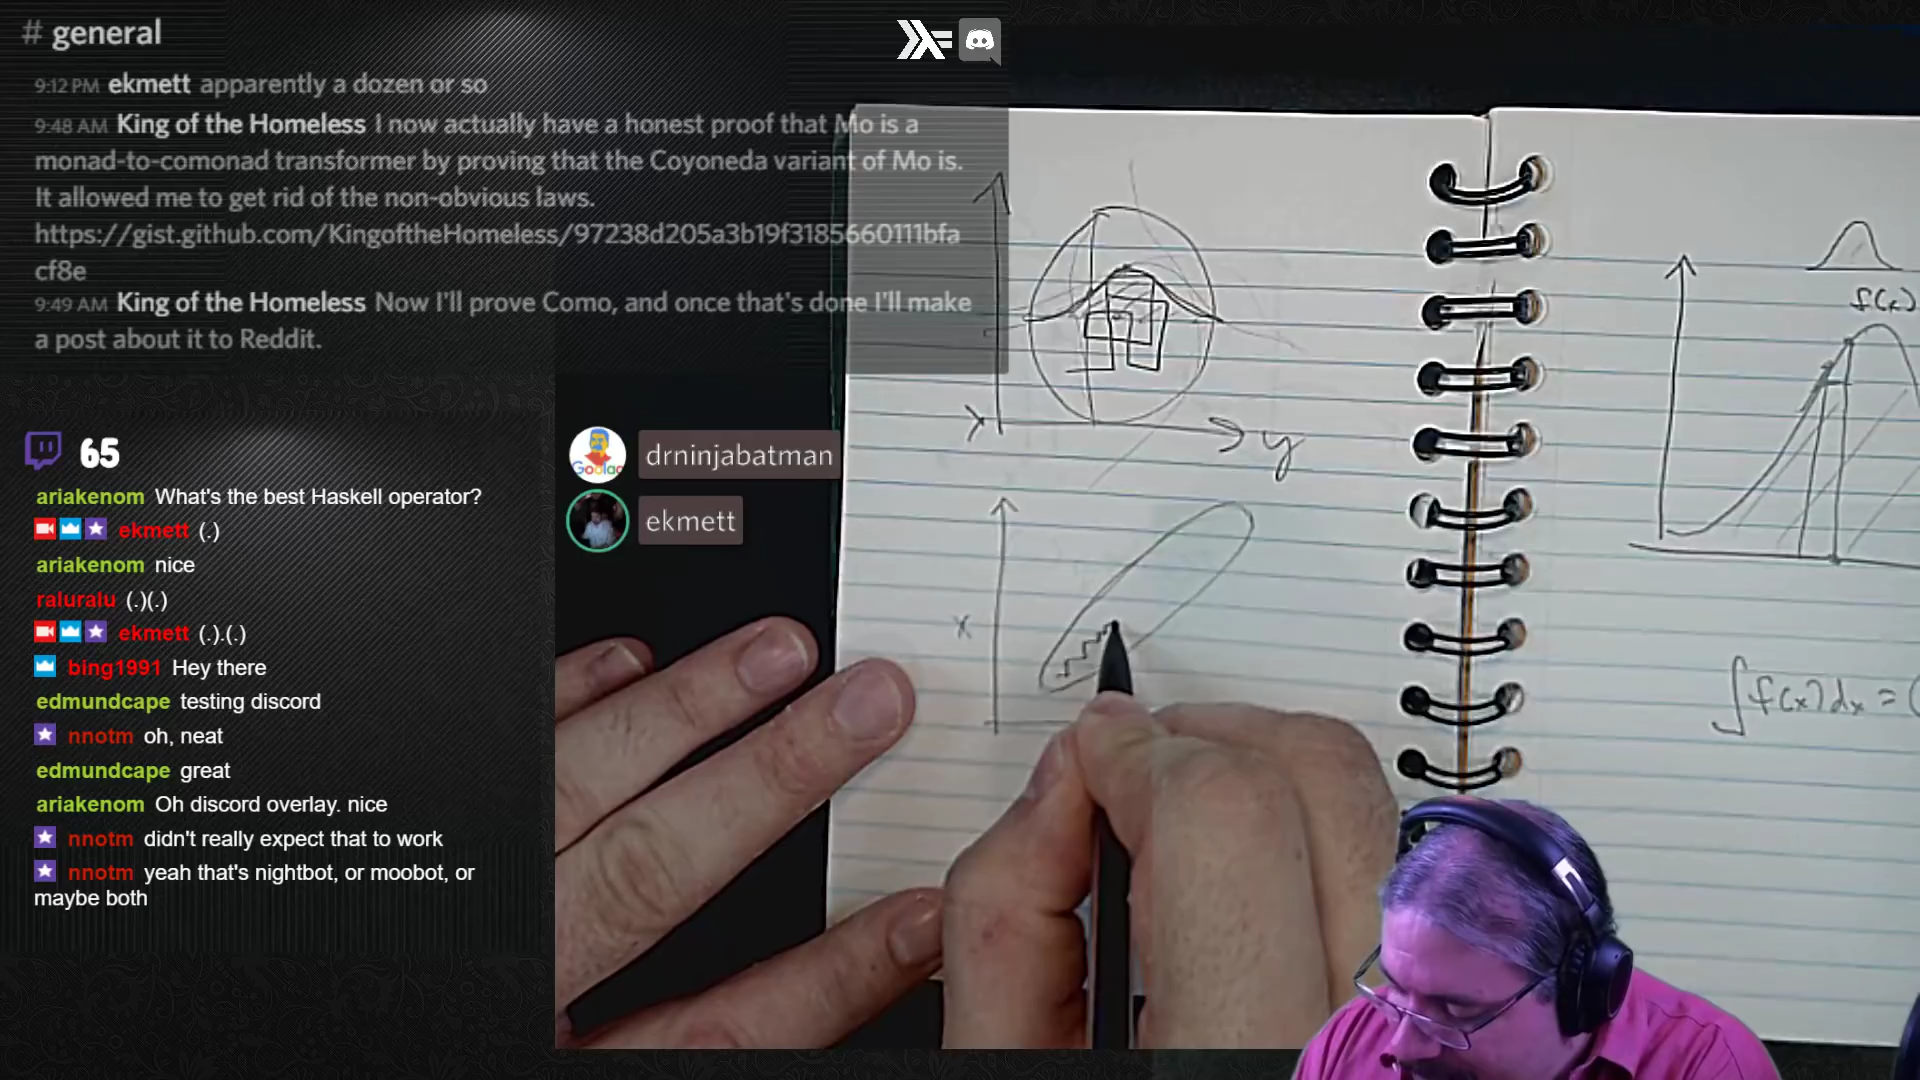 # general
9:12 PM ekmett apparently a dozen or so
9:48 AM King of the Homeless I now actually have a honest proof that Mo is a
monad-to-comonad transformer by proving that the Coyoneda variant of Mo is.
It allowed me to get rid of the non-obvious laws.
https://gist.github.com/KingoftheHomeless/97238d205a3b19f3185660111bfa
cf8e
9:49 AM King of the Homeless Now I'll prove Como, and once that's done I'll make
a post about it to Reddit.
65
ariakenom What's the best Haskell operator?
ekmett (.)
ariakenom nice
raluralu (.)(.)
ekmett (.).(.)
bing1991 Hey there
edmundcape testing discord
nnotm oh, neat
edmundcape great
ariakenom Oh discord overlay. nice
nnotm didn't really expect that to work
nnotm yeah that's nightbot, or moobot, or
maybe both
drninjabatman
ekmett
y
x
f(x)
∫f(x)dx =